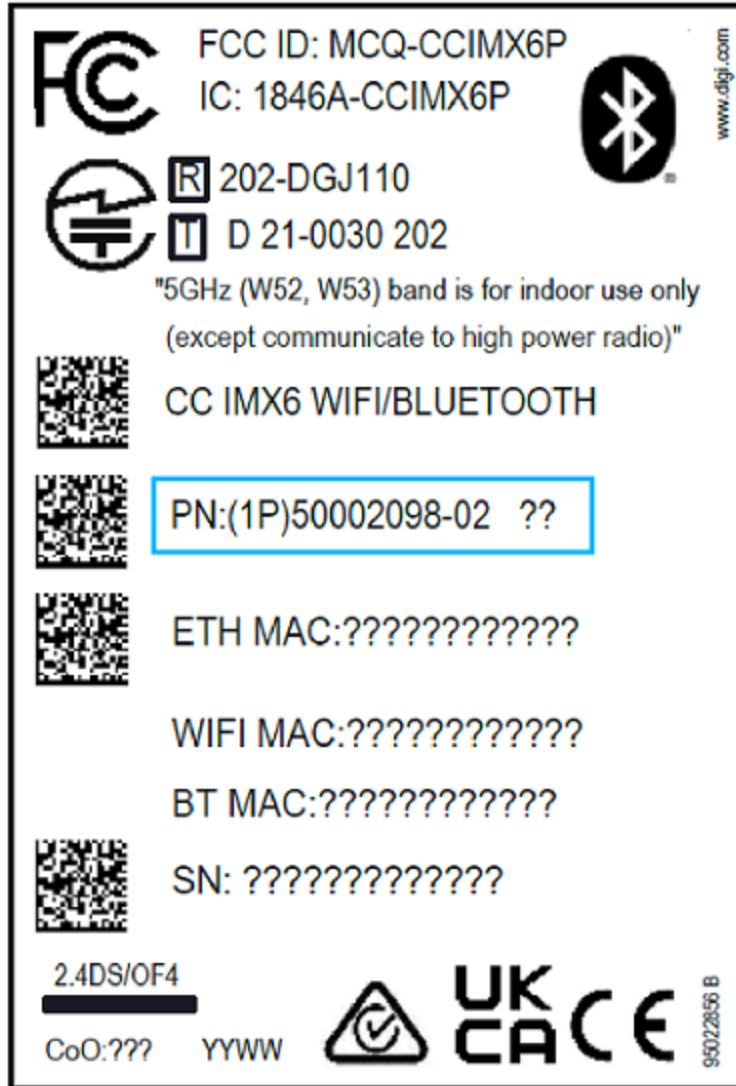 FCC ID: MCQ-CCIMX6P
IC: 1846A-CCIMX6P
www.digi.com
R 202-DGJ110
T D 21-0030 202
"5GHz (W52, W53) band is for indoor use only
(except communicate to high power radio)"
CC IMX6 WIFI/BLUETOOTH
PN:(1P)50002098-02 ??
ETH MAC:????????????
WIFI MAC:????????????
BT MAC:????????????
SN: ?????????????
2.4DS/OF4
CoO:??? YYWW
UK
CA CE
95022856 B